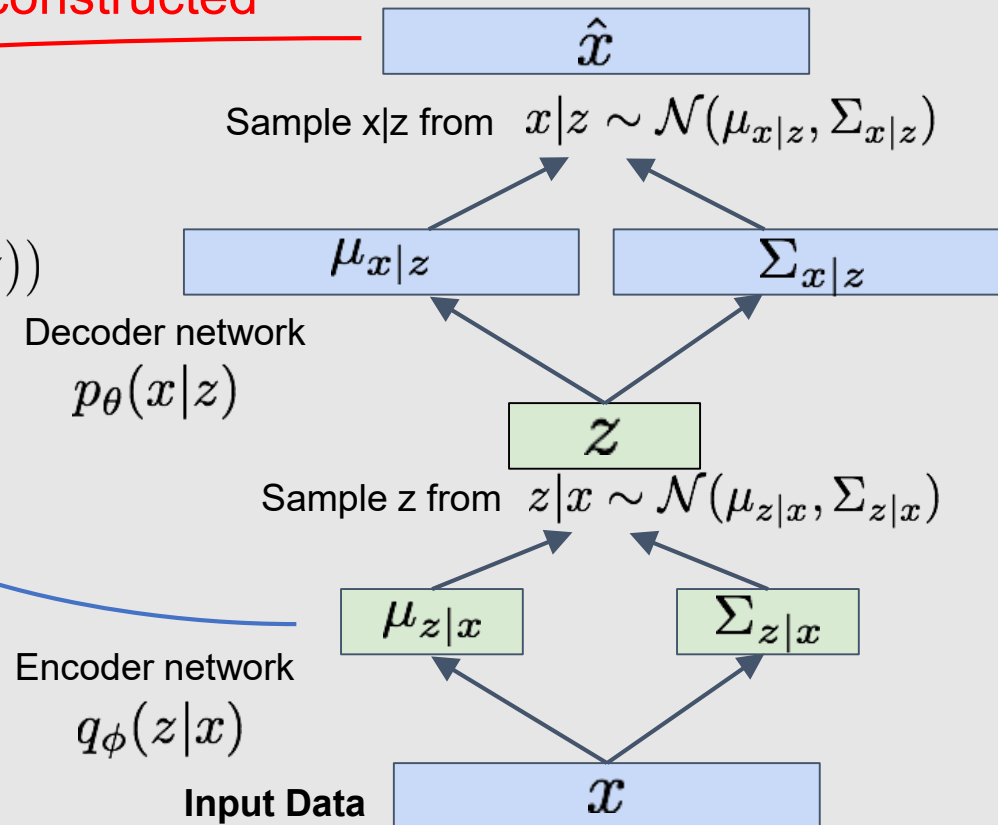 constructed
x̂
Sample x|z from x|z ∼ 𝒩(μ_{x|z}, Σ_{x|z})
))
μ_{x|z} Σ_{x|z}
Decoder network
p_θ(x|z)
z
Sample z from z|x ∼ 𝒩(μ_{z|x}, Σ_{z|x})
μ_{z|x} Σ_{z|x}
Encoder network
q_ϕ(z|x)
Input Data x